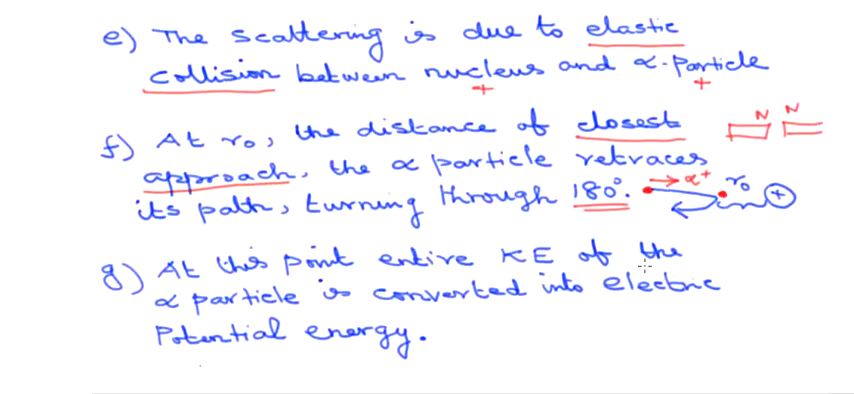 e) The scattering is due to elastic
collision between nucleus and α-particle
+ +
f) At r₀, the distance of closest
N N
approach, the α particle retraces
α⁺ r₀
its path, turning through 180°.
+
g) At this point entire KE of the
α particle is converted into electric
Potential energy.